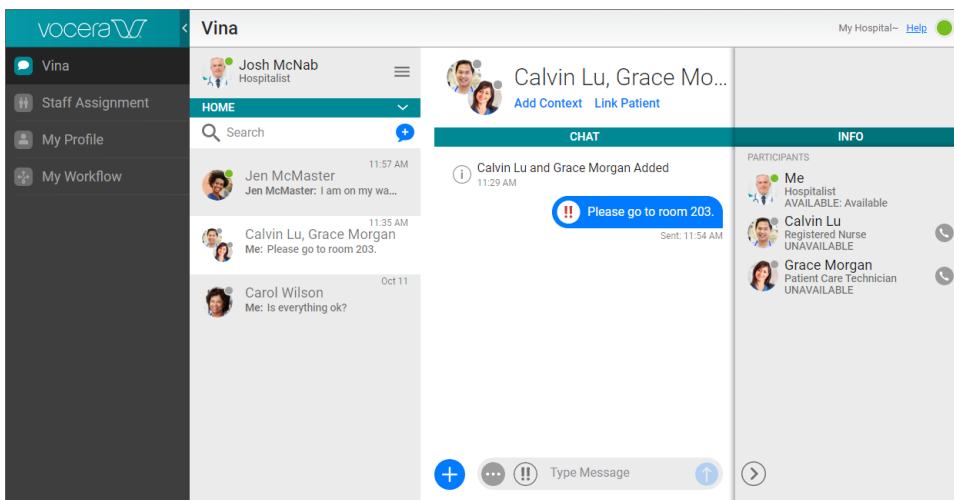 vocera
Vina
My Hospital~ Help
Vina
Staff Assignment
My Profile
My Workflow
Josh McNab
Hospitalist
HOME
Search
11:57 AM
Jen McMaster
Jen McMaster: I am on my wa...
11:35 AM
Calvin Lu, Grace Morgan
Me: Please go to room 203.
Oct 11
Carol Wilson
Me: Is everything ok?
Calvin Lu, Grace Mo...
Add Context Link Patient
CHAT
Calvin Lu and Grace Morgan Added
11:29 AM
!! Please go to room 203.
Sent: 11:54 AM
!! Type Message
INFO
PARTICIPANTS
Me
Hospitalist
AVAILABLE: Available
Calvin Lu
Registered Nurse
UNAVAILABLE
Grace Morgan
Patient Care Technician
UNAVAILABLE